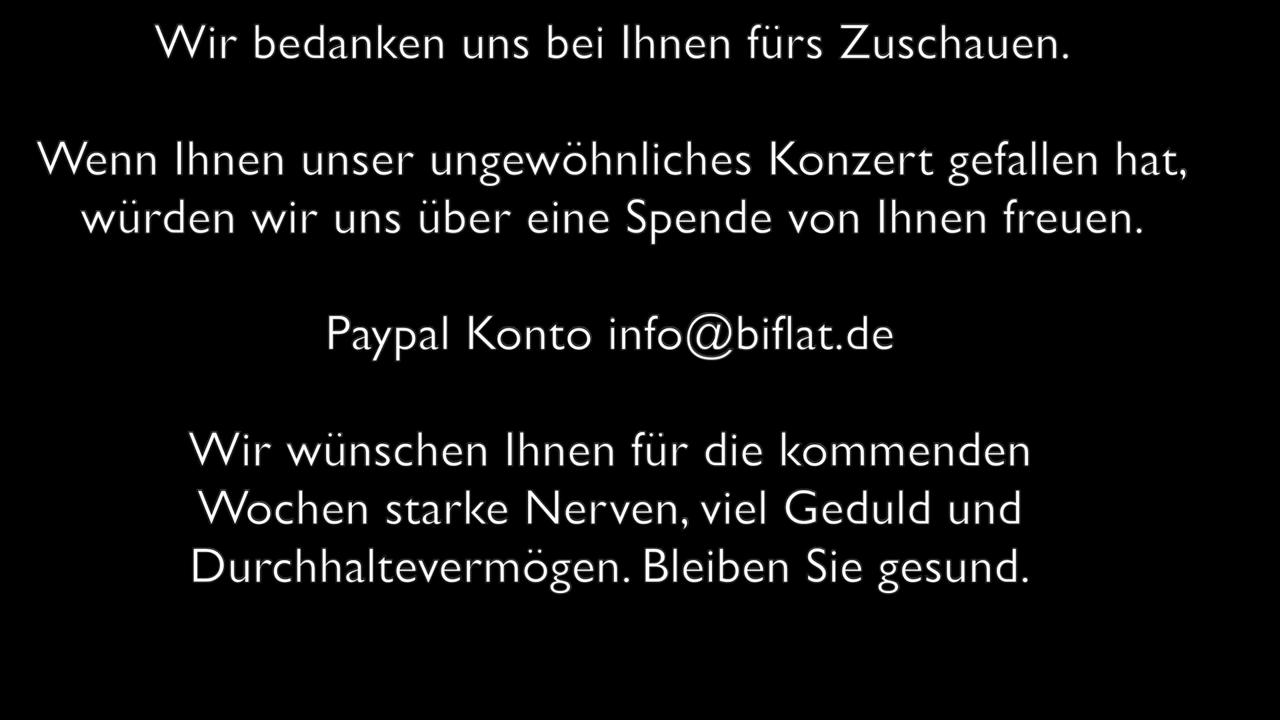 Wir bedanken uns bei Ihnen fürs Zuschauen.
Wenn Ihnen unser ungewöhnliches Konzert gefallen hat,
würden wir uns über eine Spende von Ihnen freuen.
Paypal Konto info@biflat.de
Wir wünschen Ihnen für die kommenden
Wochen starke Nerven, viel Geduld und
Durchhaltevermögen. Bleiben Sie gesund.